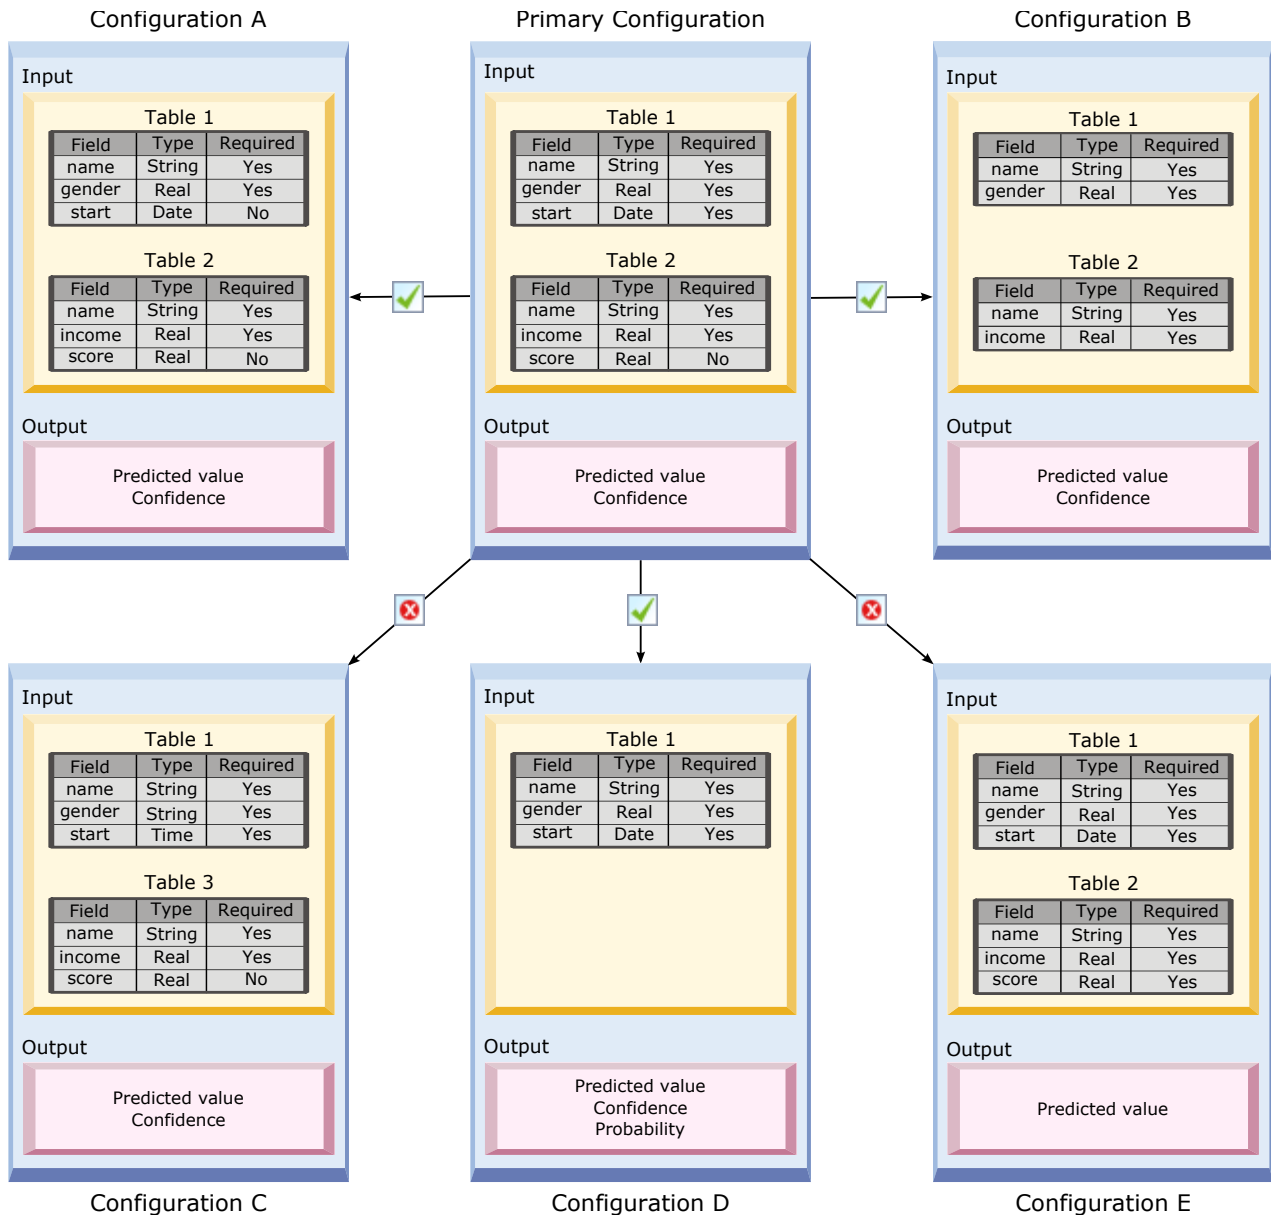 Configuration A
Input
Table 1
Field Type Required
name String Yes
gender Real Yes
start Date No
Table 2
Field Type Required
name String Yes
income Real Yes
score Real No
Output
Predicted value
Confidence
Primary Configuration
Input
Table 1
Field Type Required
name String Yes
gender Real Yes
start Date Yes
Table 2
Field Type Required
name String Yes
income Real Yes
score Real No
Output
Predicted value
Confidence
Configuration B
Input
Table 1
Field Type Required
name String Yes
gender Real Yes
Table 2
Field Type Required
name String Yes
income Real Yes
Output
Predicted value
Confidence
Input
Table 1
Field Type Required
name String Yes
gender String Yes
start Time Yes
Table 3
Field Type Required
name String Yes
income Real Yes
score Real No
Output
Predicted value
Confidence
Configuration C
Input
Table 1
Field Type Required
name String Yes
gender Real Yes
start Date Yes
Output
Predicted value
Confidence
Probability
Configuration D
Input
Table 1
Field Type Required
name String Yes
gender Real Yes
start Date Yes
Table 2
Field Type Required
name String Yes
income Real Yes
score Real Yes
Output
Predicted value
Configuration E